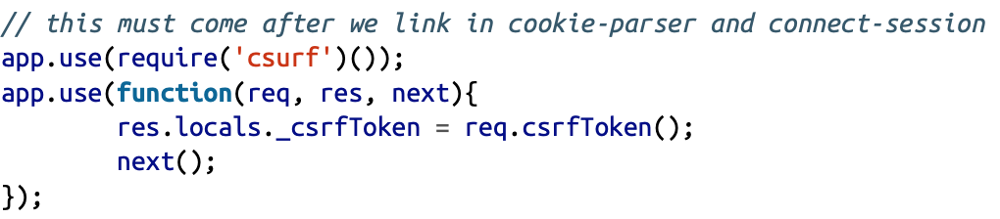 // this must come after we link in cookie-parser and connect-session
app.use(require('csurf')());
app.use(function(req, res, next){
        res.locals._csrfToken = req.csrfToken();
        next();
});